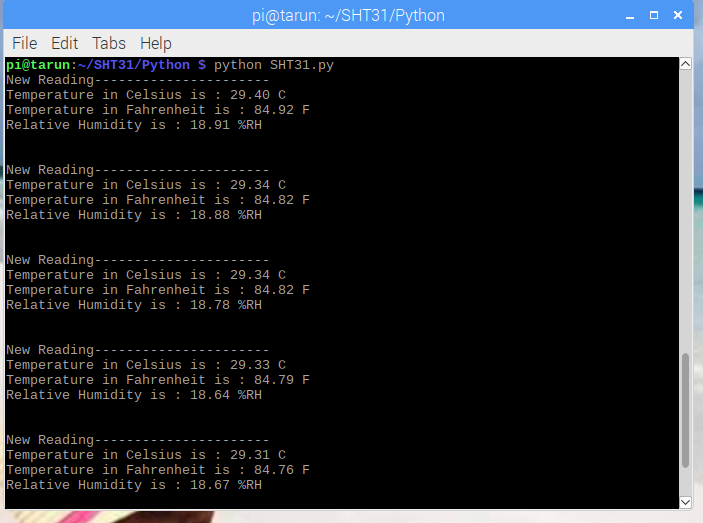 pi@tarun: ~/SHT31/Python
File Edit Tabs Help
pi@tarun:~/SHT31/Python $ python SHT31.py
New Reading----------------------
Temperature in Celsius is : 29.40 C
Temperature in Fahrenheit is : 84.92 F
Relative Humidity is : 18.91 %RH
New Reading----------------------
Temperature in Celsius is : 29.34 C
Temperature in Fahrenheit is : 84.82 F
Relative Humidity is : 18.88 %RH
New Reading----------------------
Temperature in Celsius is : 29.34 C
Temperature in Fahrenheit is : 84.82 F
Relative Humidity is : 18.78 %RH
New Reading----------------------
Temperature in Celsius is : 29.33 C
Temperature in Fahrenheit is : 84.79 F
Relative Humidity is : 18.64 %RH
New Reading----------------------
Temperature in Celsius is : 29.31 C
Temperature in Fahrenheit is : 84.76 F
Relative Humidity is : 18.67 %RH